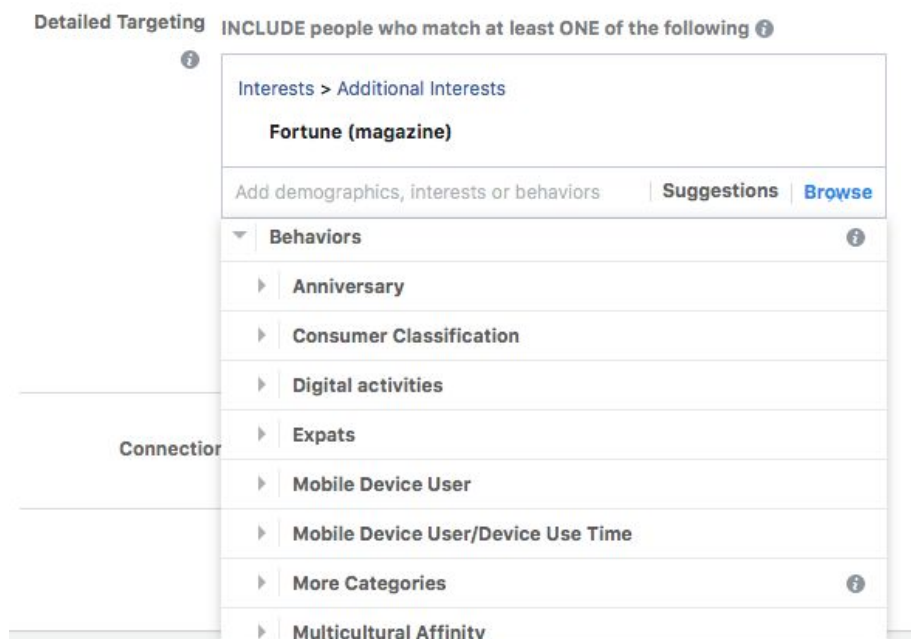 Detailed Targeting
INCLUDE people who match at least ONE of the following
Interests > Additional Interests
Fortune (magazine)
Add demographics, interests or behaviors
Suggestions
Browse
Behaviors
Anniversary
Consumer Classification
Digital activities
Expats
Connection
Mobile Device User
Mobile Device User/Device Use Time
More Categories
Multicultural Affinity